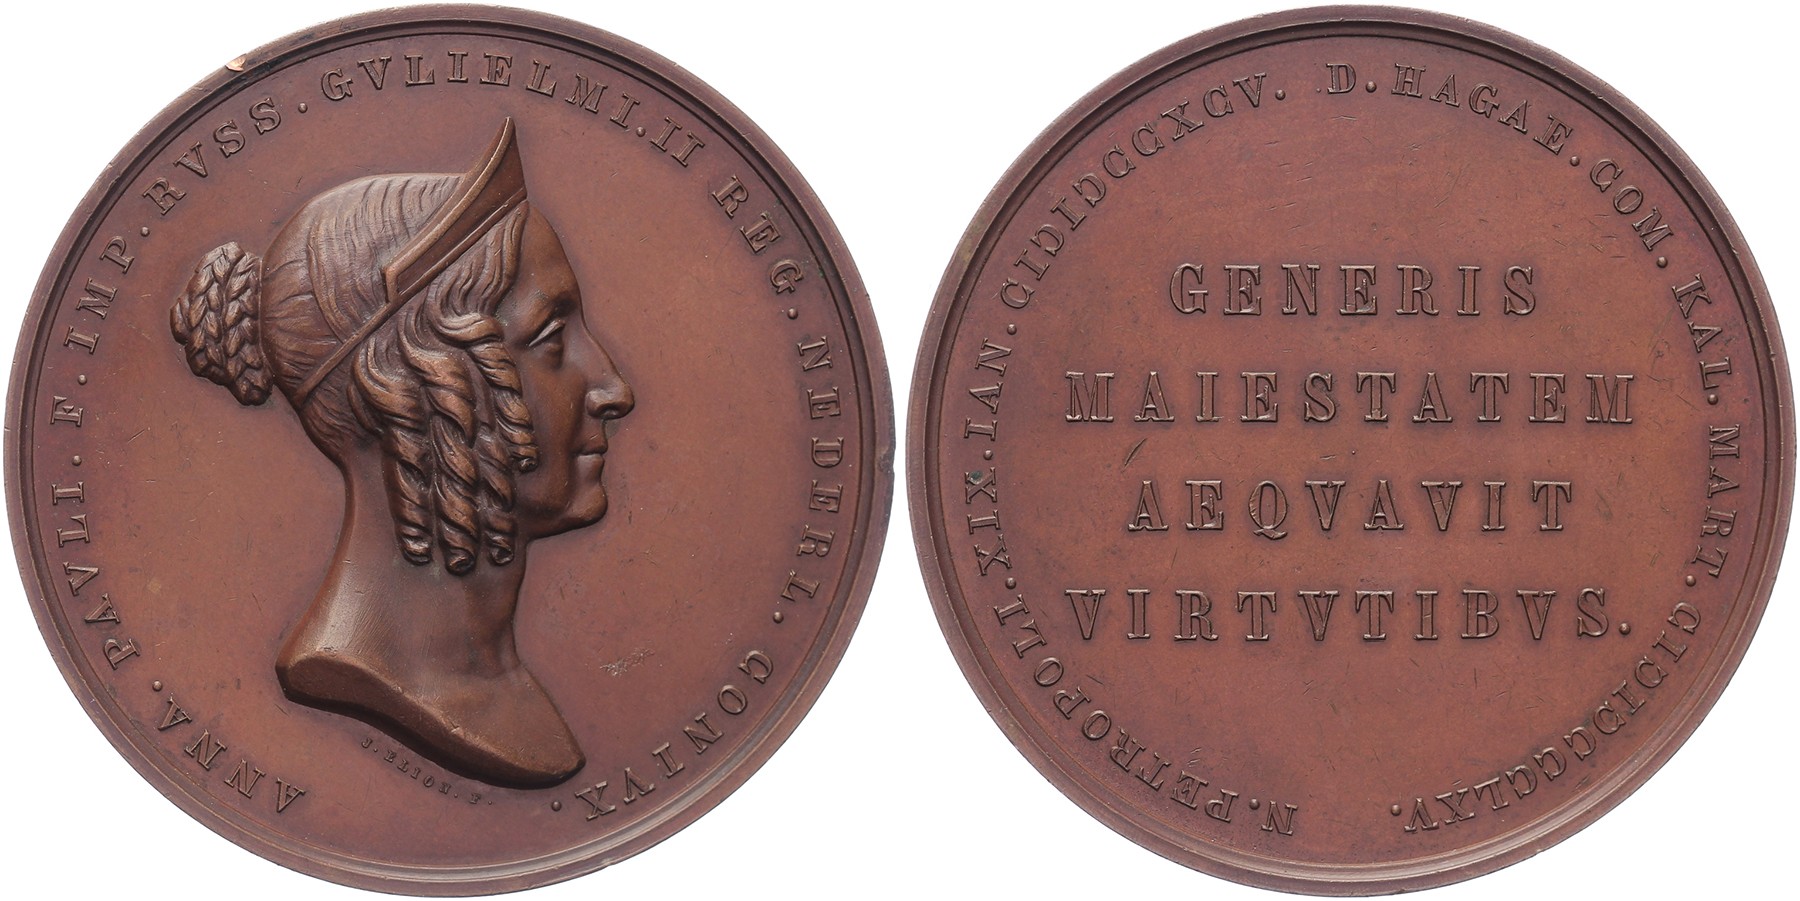 ANNA. PAVLI. F. IMP. RVSS. GVLIELMI. II REG. NEDERL. CONIVX.
J. ELION. F.
N. PETROPOLI. XIX. IAN. CIƆIƆCCXCV. D. HAGAE. COM. KAL. MART. CIƆIƆCCCLXV.
GENERIS
MAIESTATEM
AEQVAVIT
VIRTVTIBVS.